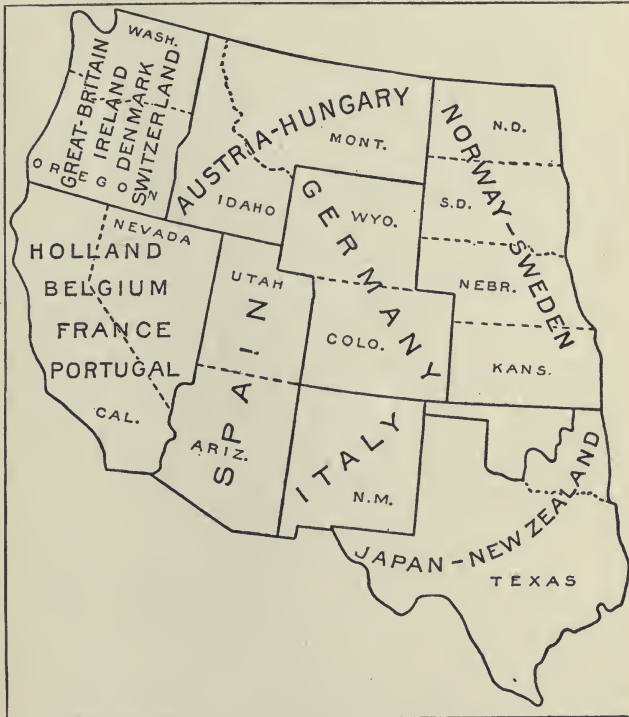 WASH.
GREAT-BRITAIN
IRELAND
DENMARK
SWITZERLAND
OREGON
AUSTRIA-HUNGARY
MONT.
IDAHO
NORWAY-SWEDEN
N.D.
S.D.
NEBR.
KANS.
GERMANY
WYO.
COLO.
NEVADA
HOLLAND
BELGIUM
FRANCE
PORTUGAL
CAL.
UTAH
SPAIN
ARIZ.
ITALY
N.M.
JAPAN-NEW ZEALAND
TEXAS